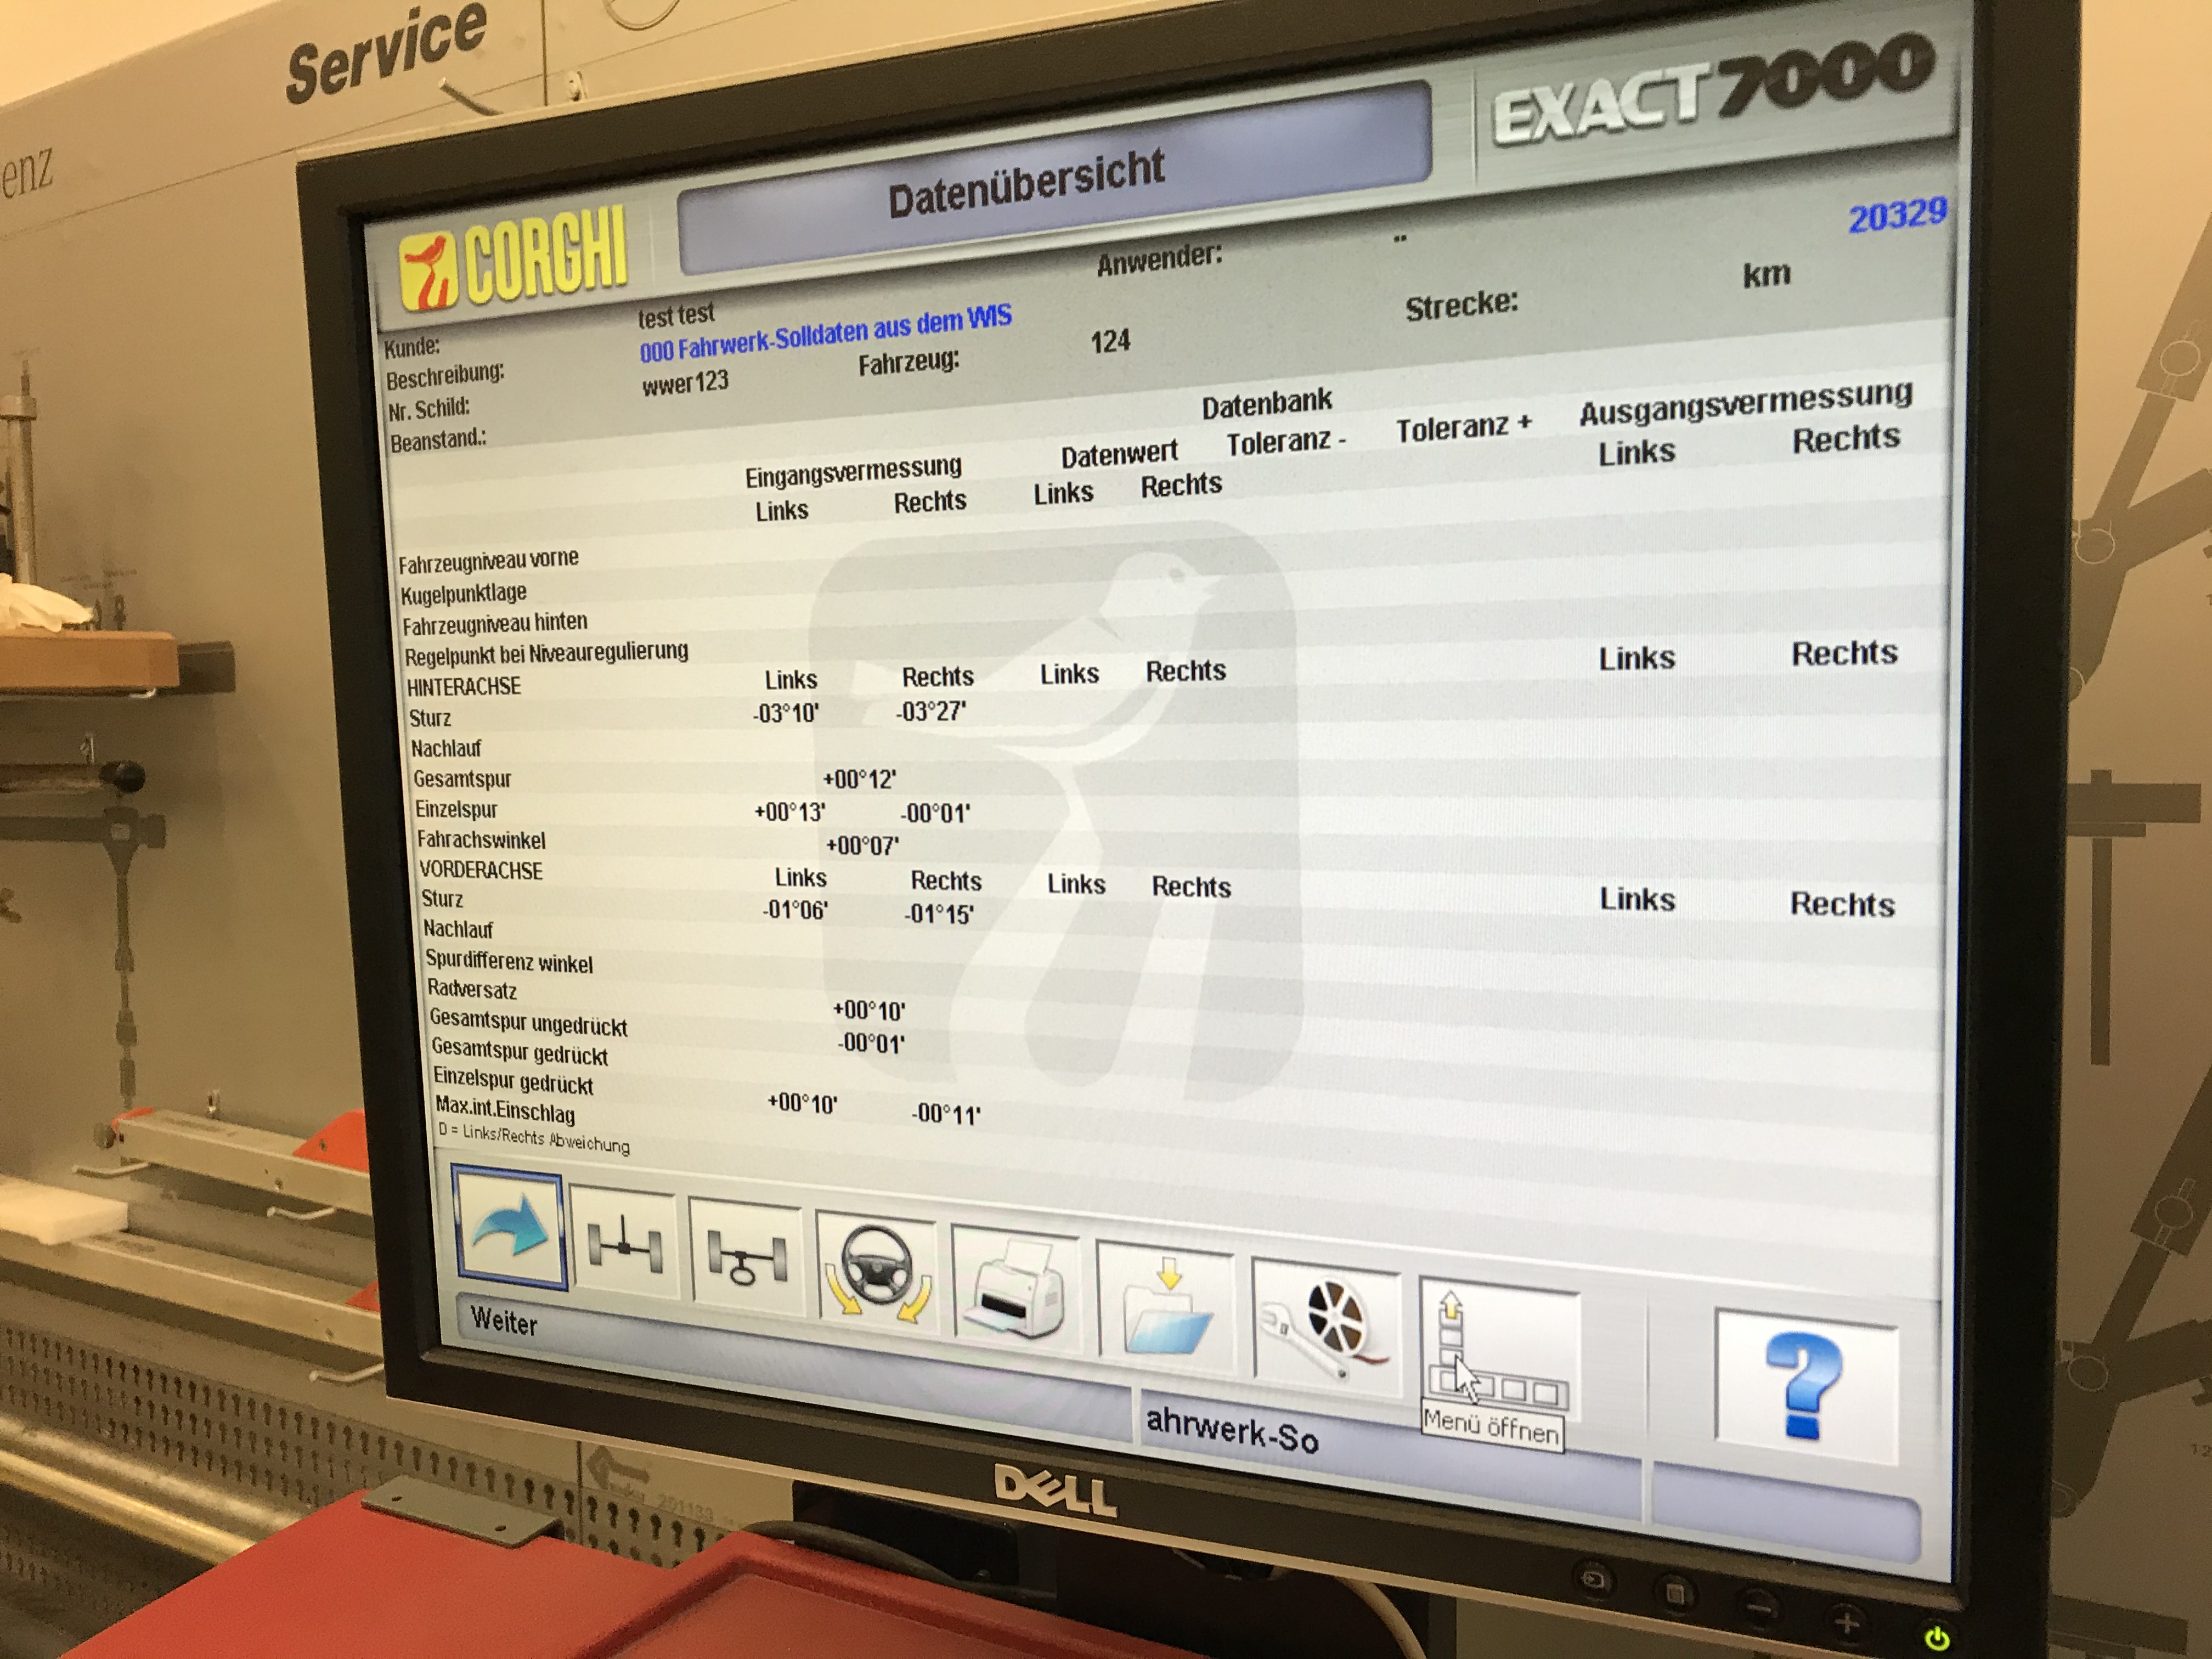 Service
enz
EXACT7000
CORGHI
Datenübersicht
20329
Kunde: test test Anwender: --
Beschreibung: 000 Fahrwerk-Solldaten aus dem WIS Strecke: km
Nr. Schild: wwer123 Fahrzeug: 124
Beanstand.:
Datenbank
Eingangsvermessung Datenwert Toleranz - Toleranz + Ausgangsvermessung
Links Rechts Links Rechts Links Rechts
Fahrzeugniveau vorne
Kugelpunktlage
Fahrzeugniveau hinten
Regelpunkt bei Niveauregulierung
HINTERACHSE Links Rechts Links Rechts Links Rechts
Sturz -03°10' -03°27'
Nachlauf
Gesamtspur +00°12'
Einzelspur +00°13' -00°01'
Fahrachswinkel +00°07'
VORDERACHSE Links Rechts Links Rechts Links Rechts
Sturz -01°06' -01°15'
Nachlauf
Spurdifferenz winkel
Radversatz +00°10'
Gesamtspur ungedrückt -00°01'
Gesamtspur gedrückt
Einzelspur gedrückt +00°10' -00°11'
Max.int.Einschlag
D = Links/Rechts Abweichung
Weiter
Menü öffnen
ahrwerk-So
DELL